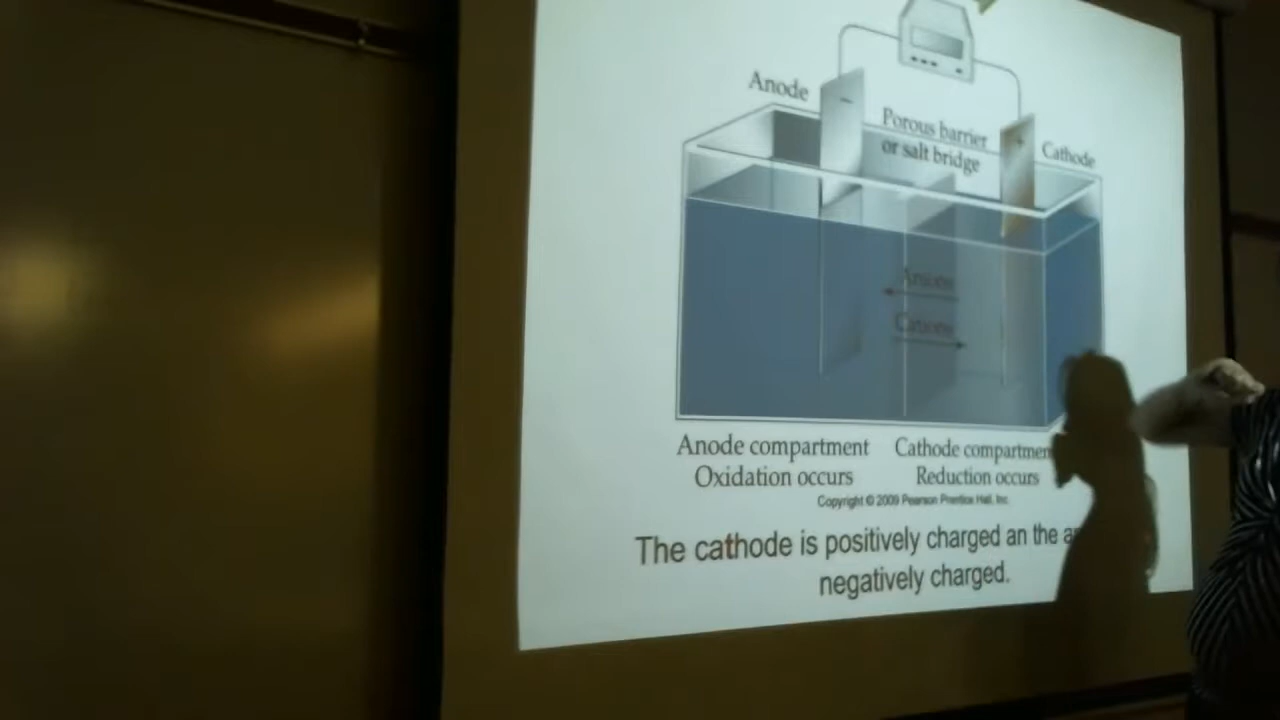 Anode
Porous barrier
or salt bridge
Cathode
Anions
Cations
Anode compartment
Oxidation occurs
Cathode compartmen
Reduction occurs
Copyright © 2009 Pearson Prentice Hall, Inc.
The cathode is positively charged an the a
negatively charged.